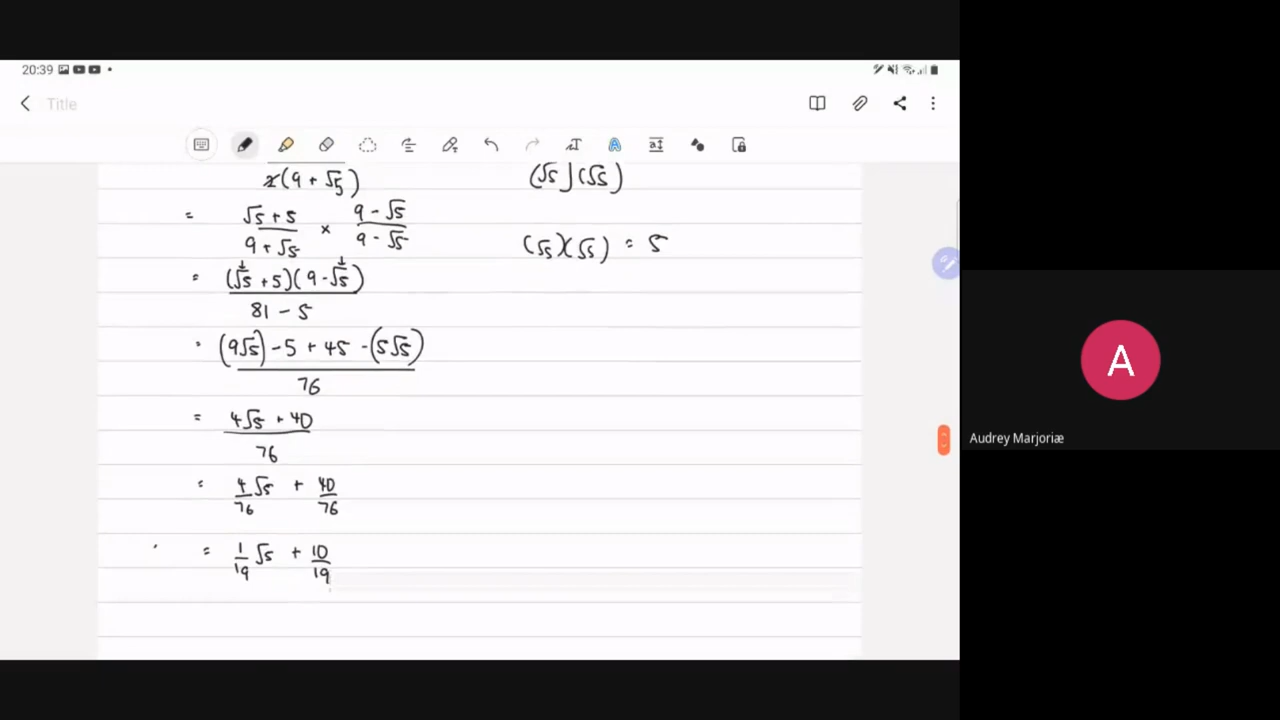 20:39
Title
2(9 + √5)
(√5)(√5)
= √5 + 5 / 9 + √5 × 9 - √5 / 9 - √5
(√5)(√5) = 5
= (√5 + 5)(9 - √5) / 81 - 5
= (9√5) - 5 + 45 - (5√5) / 76
= 4√5 + 40 / 76
= 4/76 √5 + 40/76
= 1/19 √5 + 10/19
A
Audrey Marjoriæ